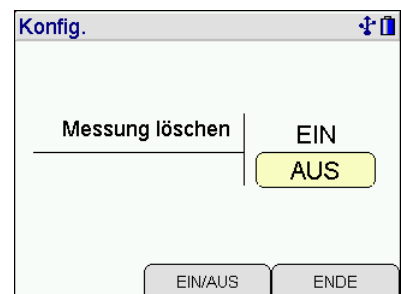 Konfig.
Messung löschen
EIN
AUS
EIN/AUS
ENDE